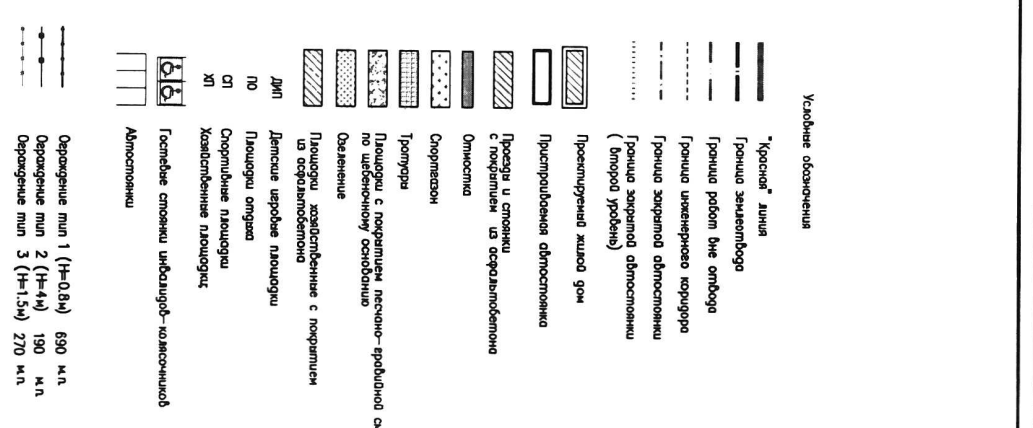 Условные обозначения
"Красная" линия
Граница землеотвода
Граница работ вне отвода
Граница инженерного коридора
Граница закрытой автостоянки
Граница закрытой автостоянки
( второй уровень)
Проектируемый жилой дом
Пристраиваемая автостоянка
Проезды и стоянки
с покрытием из асфальтобетона
Отмостка
Спортгазон
Тротуары
Площадки с покрытием песчано-гравийной
по щебеночному основанию
Озеленение
Площадки хозяйственные с покрытием
из асфальтобетона
ДИП Детские игровые площадки
ПО Площадки отдыха
СП Спортивные площадки
ХП Хозяйственные площадки;
Гостевые стоянки инвалидов-колясочников
Автостоянки
Ограждение тип 1 (Н=0.8м) 690 м.п.
Ограждение тип 2 (Н=4м) 190 м.п.
Ограждение тип 3 (Н=1.5м) 270 м.п.